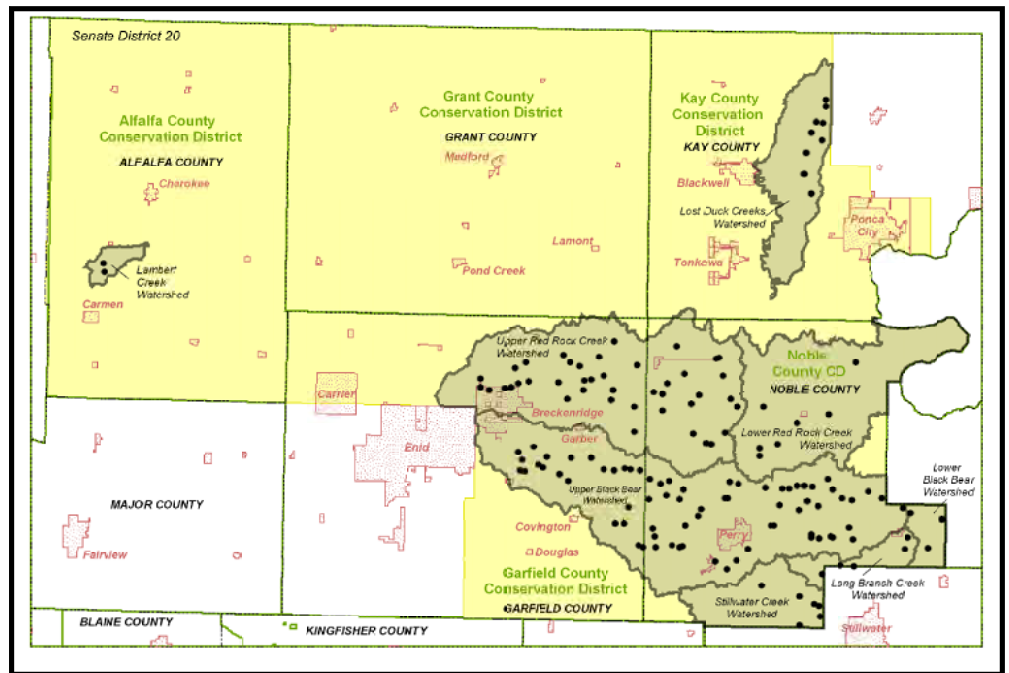 Senate District 20
Alfalfa County
Conservation District
ALFALFA COUNTY
Cherokee
Grant County
Conservation District
GRANT COUNTY
Medford
Kay County
Conservation
District
KAY COUNTY
Blackwell
Lost Duck Creeks
Watershed
Ponca
City
Lamont
Pond Creek
Tonkawa
Lambert
Creek
Watershed
Carmen
Upper Red Rock Creek
Watershed
Noble
County CD
NOBLE COUNTY
Carrier
Breckenridge
Garber
Enid
Lower Red Rock Creek
Watershed
Lower
Black Bear
Watershed
Upper Black Bear
Watershed
MAJOR COUNTY
Fairview
Covington
Douglas
Perry
Garfield County
Conservation District
GARFIELD COUNTY
Long Branch Creek
Watershed
Stillwater Creek
Watershed
Stillwater
BLAINE COUNTY
KINGFISHER COUNTY